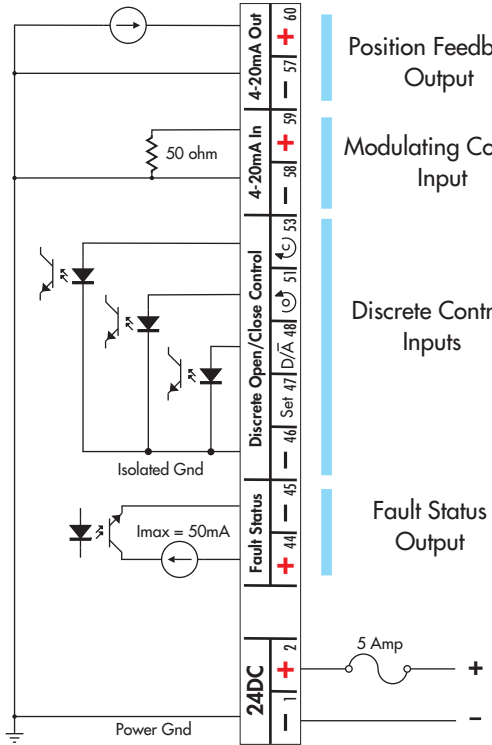 4-20mA Out
+ 60
− 57
Position Feedb
Output
4-20mA In
+ 59
− 58
50 ohm
Modulating Co
Input
Discrete Open/Close Control
C 53
O 51
D/A̅ 48
Set 47
− 46
Discrete Contr
Inputs
Isolated Gnd
Fault Status
− 45
+ 44
Imax = 50mA
Fault Status
Output
24DC
+ 2
− 1
5 Amp
+
−
Power Gnd